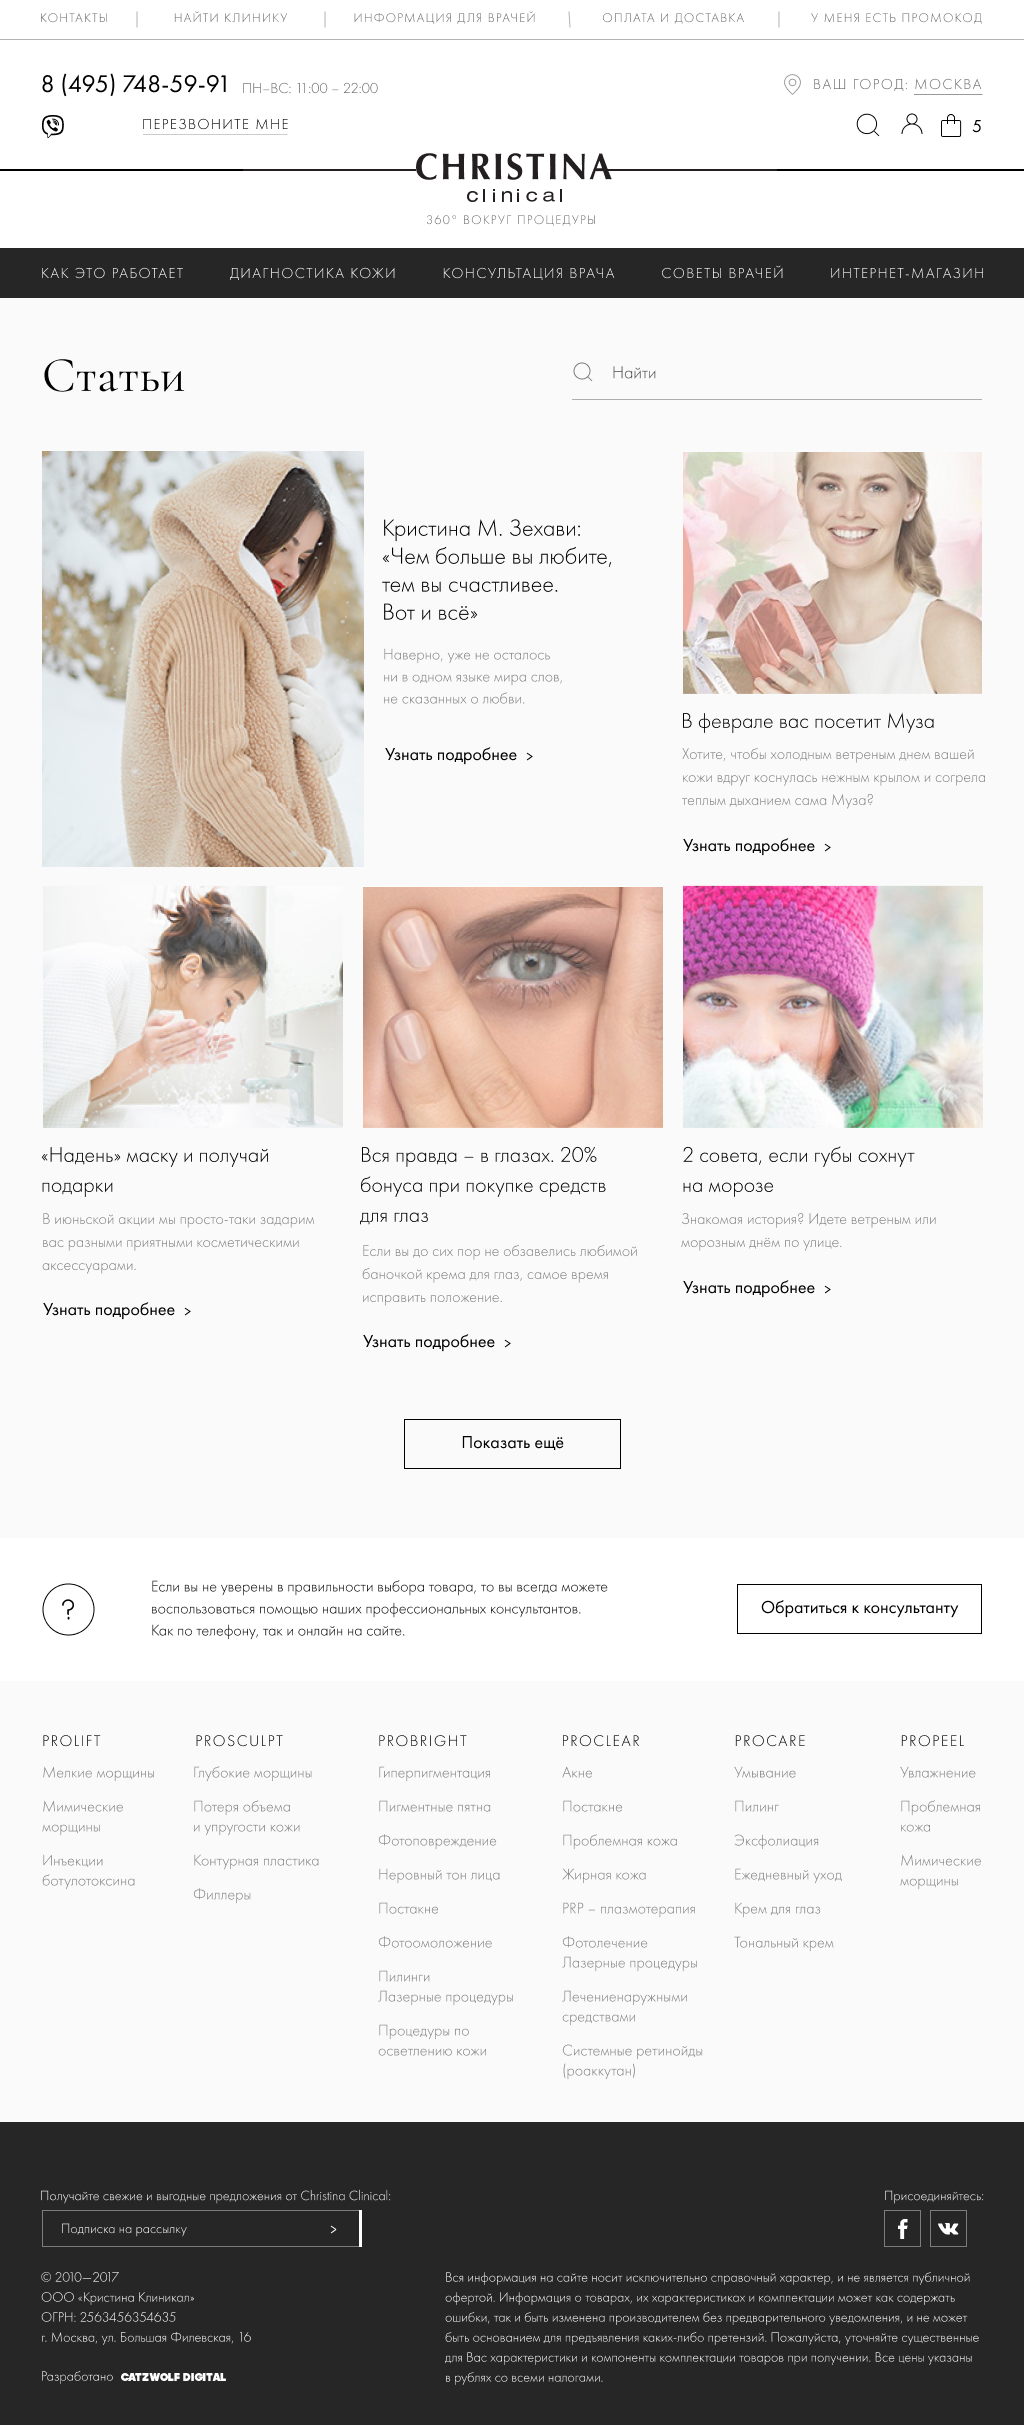 КОНТАКТЫ | НАЙТИ КЛИНИКУ | ИНФОРМАЦИЯ ДЛЯ ВРАЧЕЙ | ОПЛАТА И ДОСТАВКА | У МЕНЯ ЕСТЬ ПРОМОКОД
8 (495) 748-59-91 ПН–ВС: 11:00 – 22:00
ВАШ ГОРОД: МОСКВА
ПЕРЕЗВОНИТЕ МНЕ
5
CHRISTINA
clinical
360° ВОКРУГ ПРОЦЕДУРЫ
КАК ЭТО РАБОТАЕТ ДИАГНОСТИКА КОЖИ КОНСУЛЬТАЦИЯ ВРАЧА СОВЕТЫ ВРАЧЕЙ ИНТЕРНЕТ-МАГАЗИН
Статьи
Найти
Кристина М. Зехави:
«Чем больше вы любите,
тем вы счастливее.
Вот и всё»
Наверно, уже не осталось
ни в одном языке мира слов,
не сказанных о любви.
Узнать подробнее >
В феврале вас посетит Муза
Хотите, чтобы холодным ветреным днем вашей
кожи вдруг коснулась нежным крылом и согрела
теплым дыханием сама Муза?
Узнать подробнее >
«Надень» маску и получай
подарки
В июньской акции мы просто-таки задарим
вас разными приятными косметическими
аксессуарами.
Узнать подробнее >
Вся правда – в глазах. 20%
бонуса при покупке средств
для глаз
Если вы до сих пор не обзавелись любимой
баночкой крема для глаз, самое время
исправить положение.
Узнать подробнее >
2 совета, если губы сохнут
на морозе
Знакомая история? Идете ветреным или
морозным днём по улице.
Узнать подробнее >
Показать ещё
?
Если вы не уверены в правильности выбора товара, то вы всегда можете
воспользоваться помощью наших профессиональных консультантов.
Как по телефону, так и онлайн на сайте.
Обратиться к консультанту
PROLIFT
Мелкие морщины
Мимические
морщины
Инъекции
ботулотоксина
PROSCULPT
Глубокие морщины
Потеря объема
и упругости кожи
Контурная пластика
Филлеры
PROBRIGHT
Гиперпигментация
Пигментные пятна
Фотоповреждение
Неровный тон лица
Постакне
Фотоомоложение
Пилинги
Лазерные процедуры
Процедуры по
осветлению кожи
PROCLEAR
Акне
Постакне
Проблемная кожа
Жирная кожа
PRP – плазмотерапия
Фотолечение
Лазерные процедуры
Лечениенаружными
средствами
Системные ретинойды
(роаккутан)
PROCARE
Умывание
Пилинг
Эксфолиация
Ежедневный уход
Крем для глаз
Тональный крем
PROPEEL
Увлажнение
Проблемная
кожа
Мимические
морщины
Получайте свежие и выгодные предложения от Christina Clinical:
Подписка на рассылку >
Присоединяйтесь:
© 2010—2017
ООО «Кристина Клиникал»
ОГРН: 2563456354635
г. Москва, ул. Большая Филевская, 16
Разработано CATZWOLF DIGITAL
Вся информация на сайте носит исключительно справочный характер, и не является публичной
офертой. Информация о товарах, их характеристиках и комплектации может как содержать
ошибки, так и быть изменена производителем без предварительного уведомления, и не может
быть основанием для предъявления каких-либо претензий. Пожалуйста, уточняйте существенные
для Вас характеристики и компоненты комплектации товаров при получении. Все цены указаны
в рублях со всеми налогами.